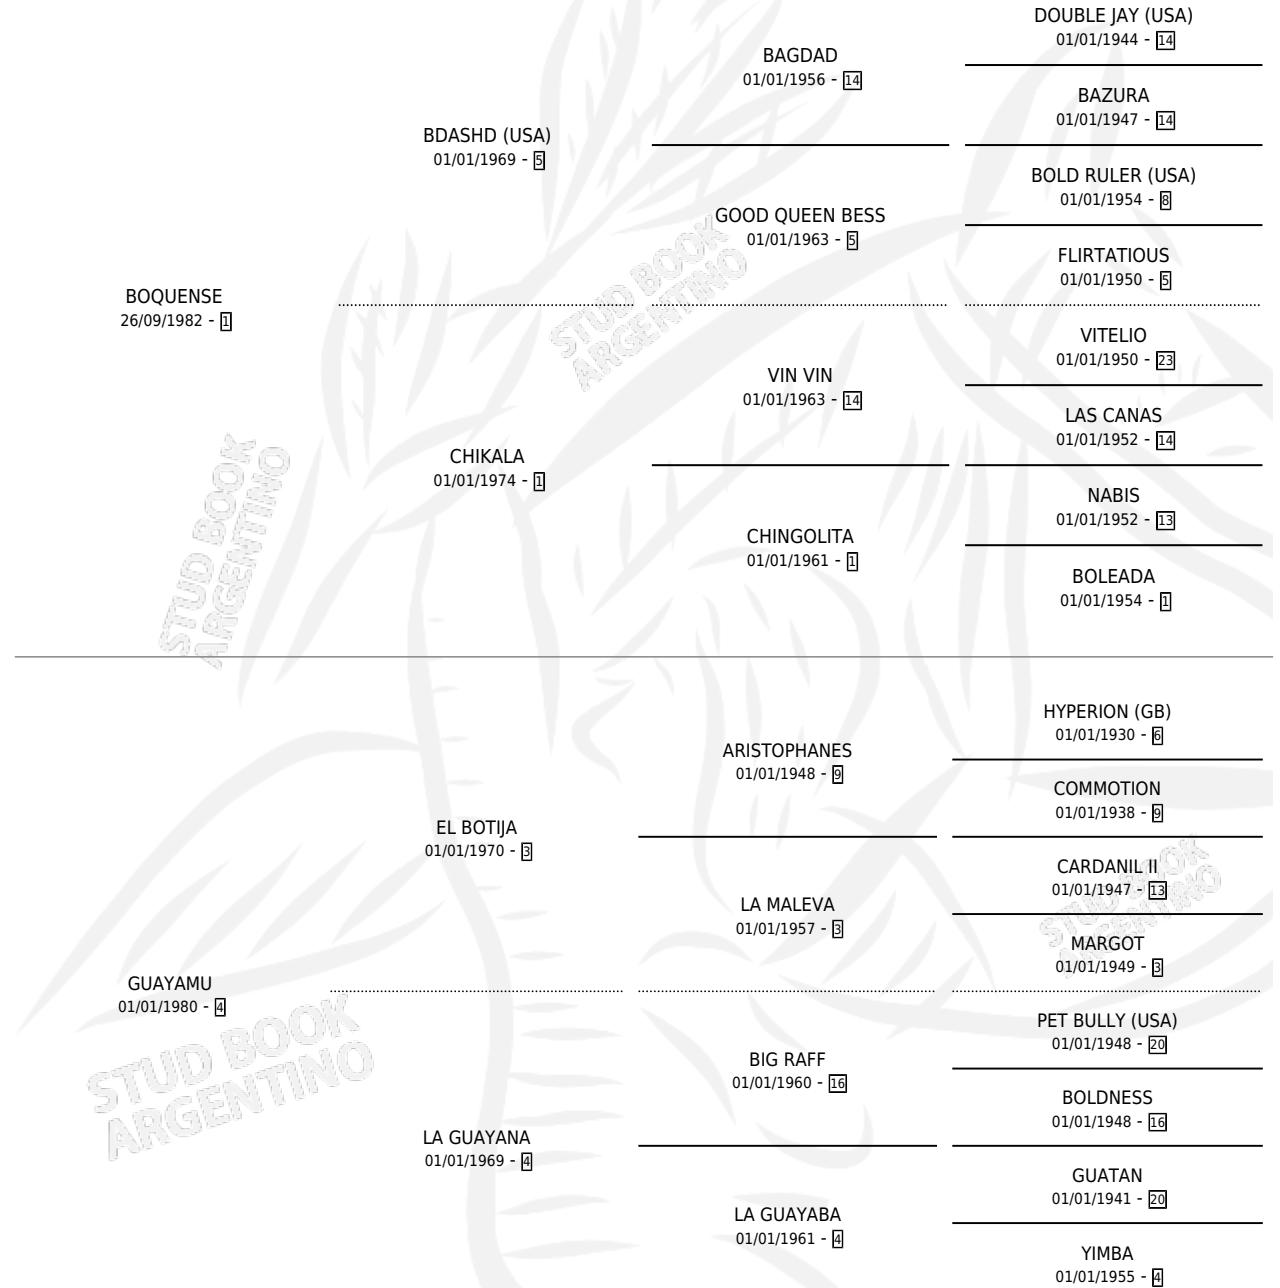 DOUBLE JAY (USA)
01/01/1944 - 14
BAGDAD
01/01/1956 - 14
BAZURA
01/01/1947 - 14
BDASHD (USA)
01/01/1969 - 5
BOLD RULER (USA)
01/01/1954 - 8
GOOD QUEEN BESS
01/01/1963 - 5
FLIRTATIOUS
01/01/1950 - 5
BOQUENSE
26/09/1982 - 1
VITELIO
01/01/1950 - 23
VIN VIN
01/01/1963 - 14
LAS CANAS
01/01/1952 - 14
CHIKALA
01/01/1974 - 1
NABIS
01/01/1952 - 13
CHINGOLITA
01/01/1961 - 1
BOLEADA
01/01/1954 - 1
STUD BOOK
ARGENTINO
STUD BOOK
ARGENTINO
HYPERION (GB)
01/01/1930 - 6
ARISTOPHANES
01/01/1948 - 9
COMMOTION
01/01/1938 - 9
EL BOTIJA
01/01/1970 - 3
CARDANIL II
01/01/1947 - 13
LA MALEVA
01/01/1957 - 3
MARGOT
01/01/1949 - 3
GUAYAMU
01/01/1980 - 4
PET BULLY (USA)
01/01/1948 - 20
BIG RAFF
01/01/1960 - 16
BOLDNESS
01/01/1948 - 16
LA GUAYANA
01/01/1969 - 4
GUATAN
01/01/1941 - 20
LA GUAYABA
01/01/1961 - 4
YIMBA
01/01/1955 - 4
STUD BOOK
ARGENTINO
STUD BOOK
ARGENTINO